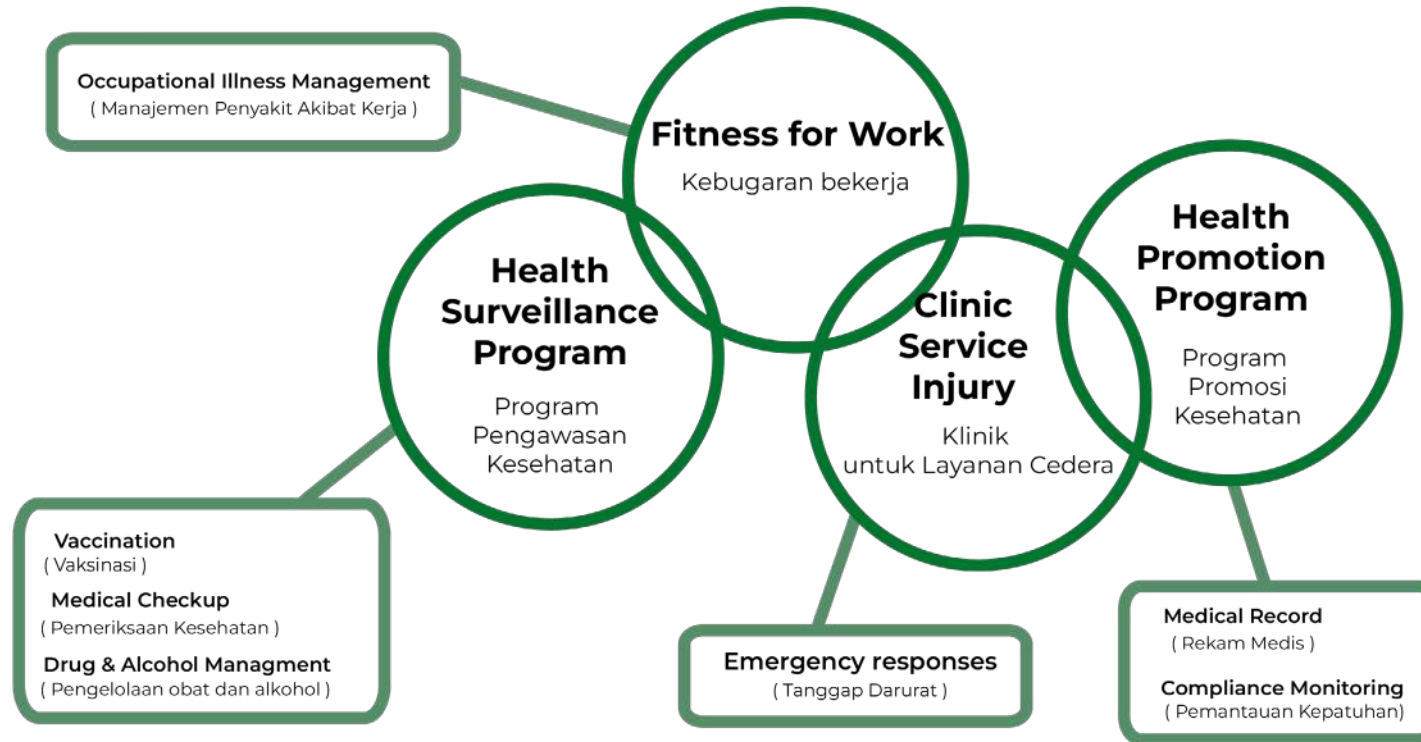 Occupational Illness Management
( Manajemen Penyakit Akibat Kerja )
Fitness for Work
Kebugaran bekerja
Health
Surveillance
Program
Program
Pengawasan
Kesehatan
Clinic
Service
Injury
Klinik
untuk Layanan Cedera
Health
Promotion
Program
Program
Promosi
Kesehatan
Vaccination
( Vaksinasi )
Medical Checkup
( Pemeriksaan Kesehatan )
Drug & Alcohol Managment
( Pengelolaan obat dan alkohol )
Emergency responses
( Tanggap Darurat )
Medical Record
( Rekam Medis )
Compliance Monitoring
( Pemantauan Kepatuhan)